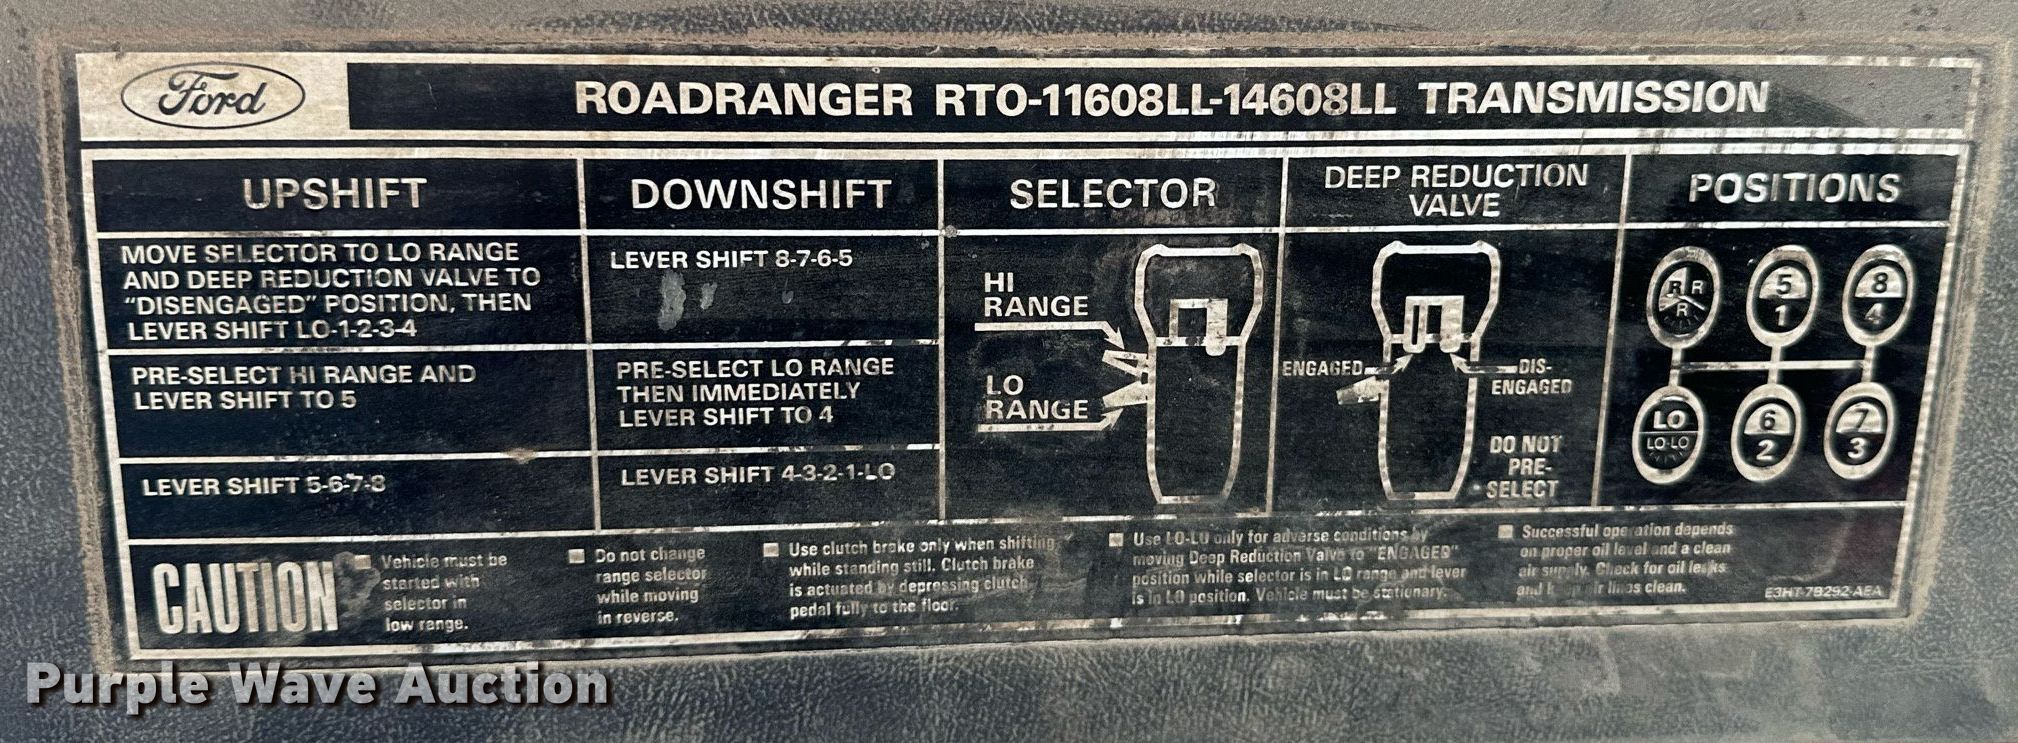 Ford
ROADRANGER RTO-11608LL-14608LL TRANSMISSION
UPSHIFT
MOVE SELECTOR TO LO RANGE
AND DEEP REDUCTION VALVE TO
"DISENGAGED" POSITION, THEN
LEVER SHIFT LO-1-2-3-4
PRE-SELECT HI RANGE AND
LEVER SHIFT TO 5
LEVER SHIFT 5-6-7-8
DOWNSHIFT
LEVER SHIFT 8-7-6-5
PRE-SELECT LO RANGE
THEN IMMEDIATELY
LEVER SHIFT TO 4
LEVER SHIFT 4-3-2-1-LO
SELECTOR
HI
RANGE
LO
RANGE
DEEP REDUCTION
VALVE
ENGAGED
DIS-
ENGAGED
DO NOT
PRE-
SELECT
POSITIONS
R R
R
5
1
8
4
LO
LO-LO
6
2
7
3
CAUTION
Vehicle must be
started with
selector in
low range.
Do not change
range selector
while moving
in reverse.
Use clutch brake only when shifting
while standing still. Clutch brake
is actuated by depressing clutch
pedal fully to the floor.
Use LO-LO only for adverse conditions by
moving Deep Reduction Valve to "ENGAGED"
position while selector is in LO range and lever
is in LO position. Vehicle must be stationary.
Successful operation depends
on proper oil level and a clean
air supply. Check for oil leaks
and keep air lines clean.
E3HT-7B292-AEA
Purple Wave Auction